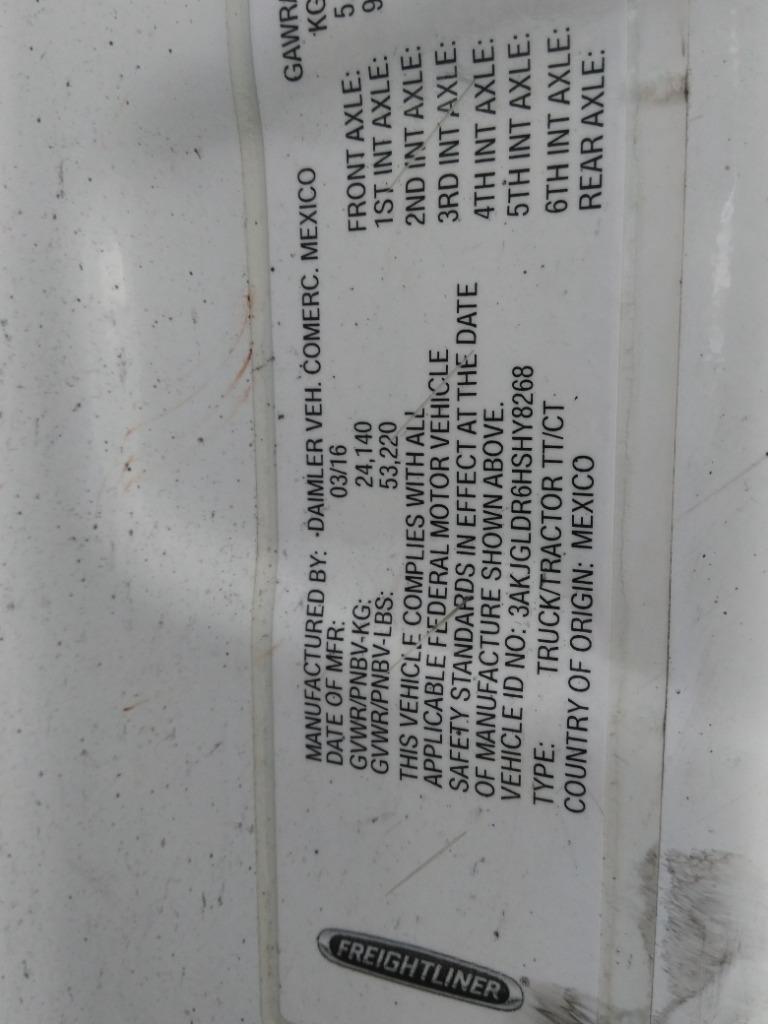 FREIGHTLINER
MANUFACTURED BY: DAIMLER VEH. COMERC. MEXICO
DATE OF MFR: 03/16
GVWR/PNBV-KG: 24,140
GVWR/PNBV-LBS: 53,220
THIS VEHICLE COMPLIES WITH ALL
APPLICABLE FEDERAL MOTOR VEHICLE
SAFETY STANDARDS IN EFFECT AT THE DATE
OF MANUFACTURE SHOWN ABOVE.
VEHICLE ID NO: 3AKJGLDR6HSHY8268
TYPE: TRUCK/TRACTOR TT/CT
COUNTRY OF ORIGIN: MEXICO
GAWR/
KG
FRONT AXLE: 5
1ST INT AXLE: 9
2ND INT AXLE:
3RD INT AXLE:
4TH INT AXLE:
5TH INT AXLE:
6TH INT AXLE:
REAR AXLE: